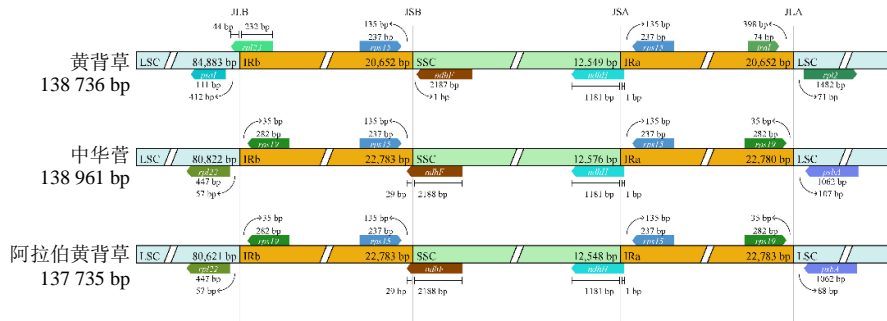 JLB JSB JSA JLA
44 bp 232 bp 135 bp 135 bp 398 bp
rpl23 237 bp 237 bp 74 bp
rps15 rps15 trnI
黄背草 LSC 84,883 bp IRb 20,652 bp SSC 12.549 bp IRa 20,652 bp LSC
138 736 bp psaI ndhF ndhH rpl2
111 bp 2187 bp 1181 bp 1 bp 1482 bp
412 bp 1 bp 71 bp
35 bp 135 bp 135 bp 35 bp
282 bp 237 bp 237 bp 282 bp
rps19 rps15 rps15 rps19
中华菅 LSC 80,822 bp IRb 22,783 bp SSC 12.576 bp IRa 22,780 bp LSC
138 961 bp rpl22 ndhF ndhH psbA
447 bp 29 bp 2188 bp 1181 bp 1 bp 1062 bp
57 bp 107 bp
35 bp 135 bp 135 bp 35 bp
282 bp 237 bp 237 bp 282 bp
rps19 rps15 rps15 rps19
阿拉伯黄背草 LSC 80,621 bp IRb 22,783 bp SSC 12,548 bp IRa 22,783 bp LSC
137 735 bp rpl22 ndhF ndhH psbA
447 bp 29 bp 2188 bp 1181 bp 1 bp 1062 bp
57 bp 88 bp